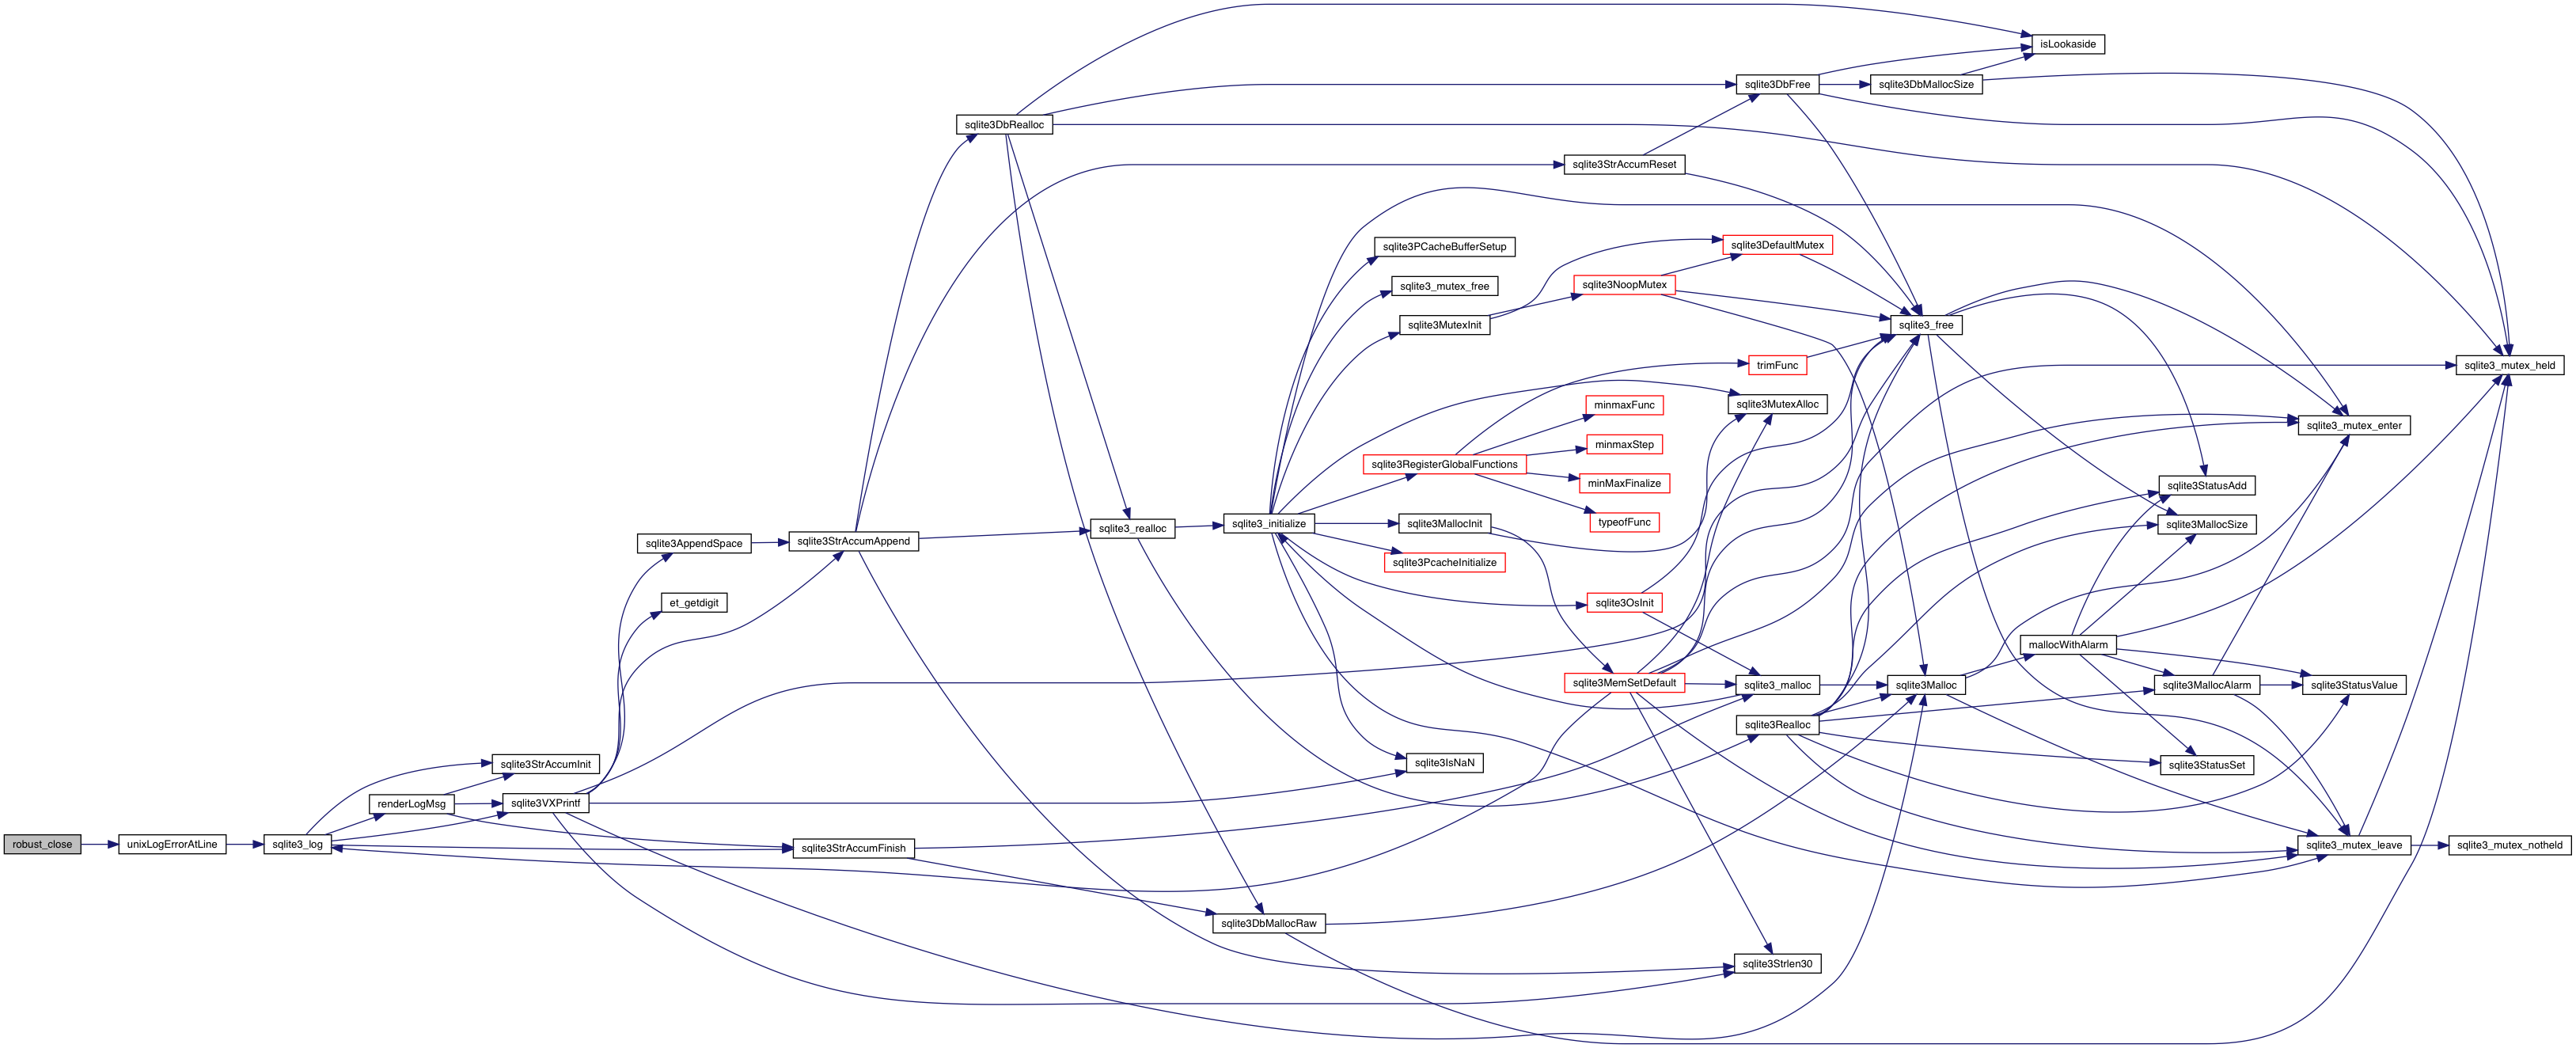 robust_close
unixLogErrorAtLine
sqlite3_log
sqlite3StrAccumInit
renderLogMsg
sqlite3VXPrintf
sqlite3AppendSpace
et_getdigit
sqlite3StrAccumAppend
sqlite3StrAccumFinish
sqlite3DbRealloc
sqlite3_realloc
sqlite3DbMallocRaw
sqlite3_initialize
sqlite3PCacheBufferSetup
sqlite3_mutex_free
sqlite3MutexInit
sqlite3RegisterGlobalFunctions
sqlite3MallocInit
sqlite3PcacheInitialize
sqlite3IsNaN
sqlite3StrAccumReset
sqlite3NoopMutex
minmaxFunc
minmaxStep
minMaxFinalize
typeofFunc
sqlite3OsInit
sqlite3MemSetDefault
sqlite3DbFree
sqlite3DefaultMutex
trimFunc
sqlite3MutexAlloc
sqlite3_malloc
sqlite3Realloc
sqlite3Strlen30
sqlite3DbMallocSize
sqlite3_free
sqlite3Malloc
isLookaside
mallocWithAlarm
sqlite3StatusAdd
sqlite3MallocSize
sqlite3MallocAlarm
sqlite3StatusSet
sqlite3_mutex_enter
sqlite3StatusValue
sqlite3_mutex_leave
sqlite3_mutex_held
sqlite3_mutex_notheld